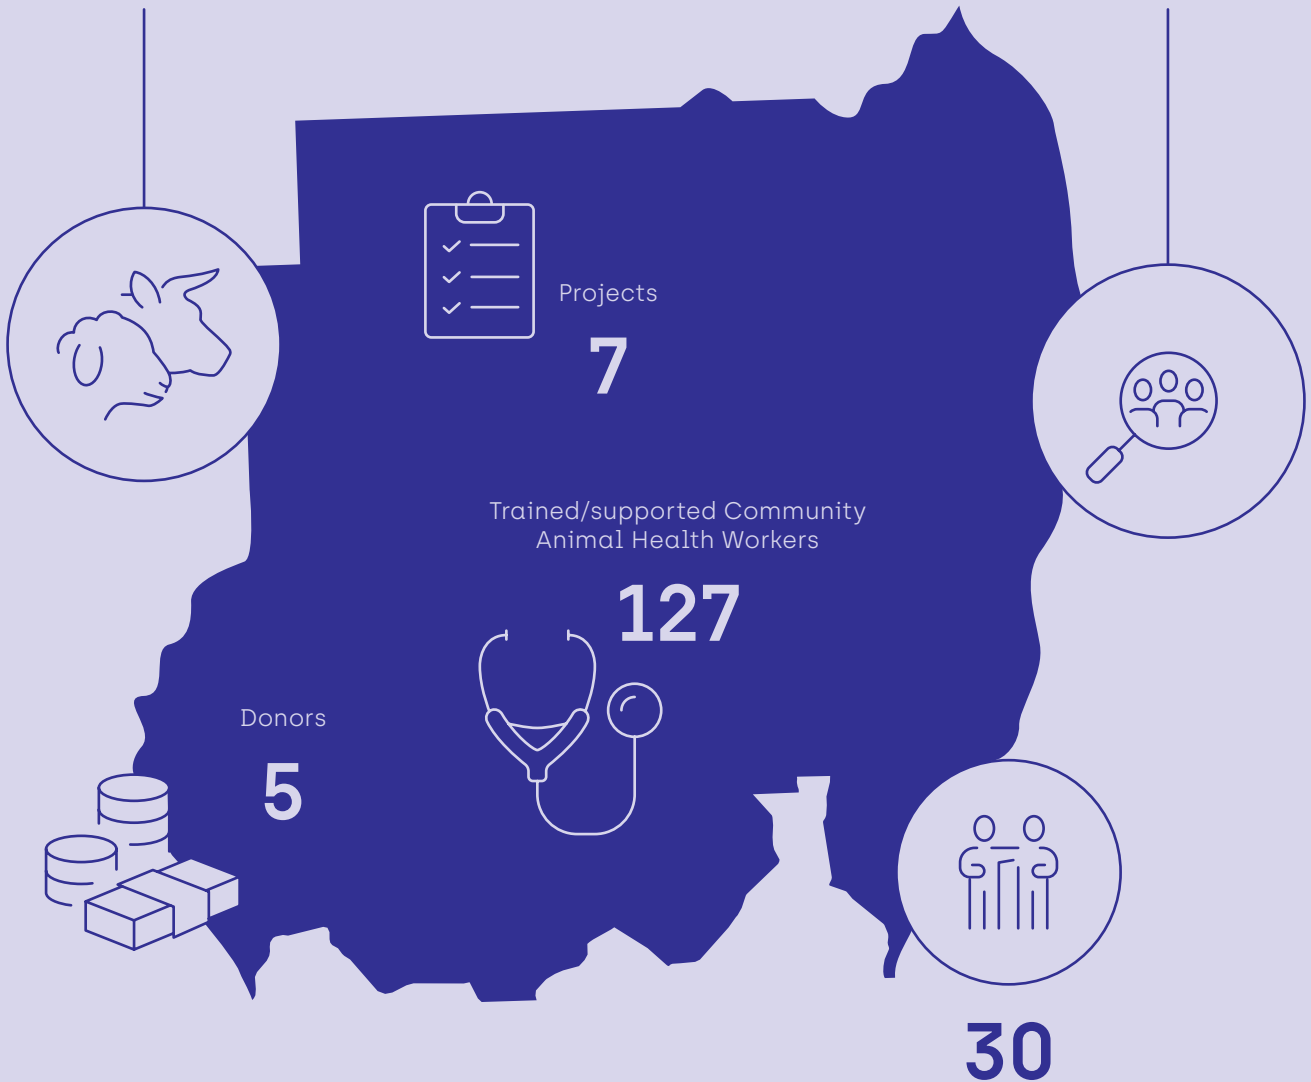 Projects
7
Trained/supported Community
Animal Health Workers
127
Donors
5
30